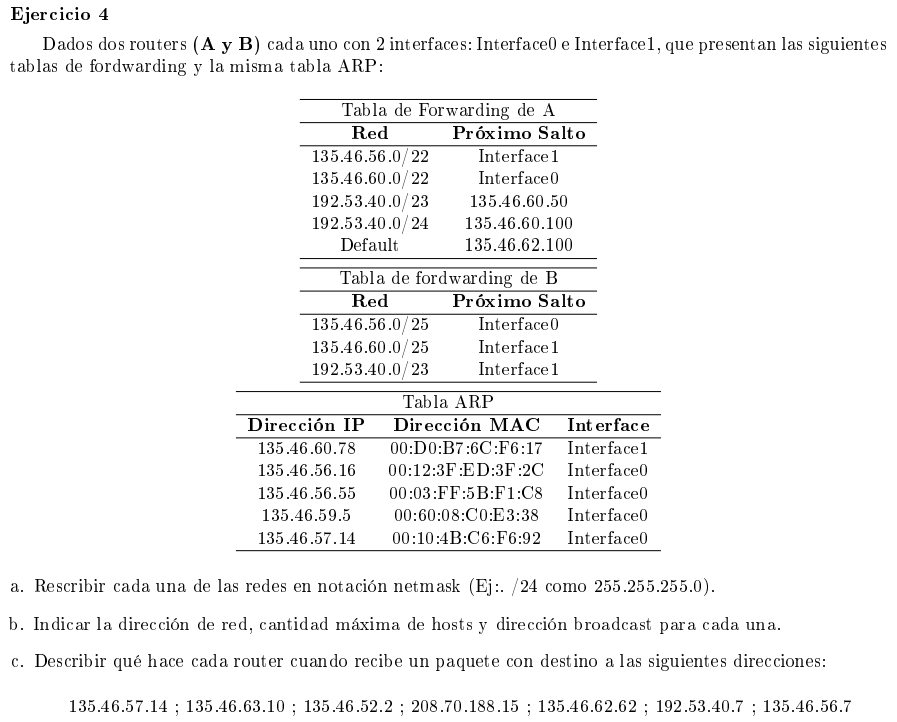 Ejercicio 4
Dados dos routers (A y B) cada uno con 2 interfaces: Interface0 e Interface1, que presentan las siguientes
tablas de fordwarding y la misma tabla ARP:
Tabla de Forwarding de A
Red Próximo Salto
135.46.56.0/22 Interface1
135.46.60.0/22 Interface0
192.53.40.0/23 135.46.60.50
192.53.40.0/24 135.46.60.100
Default 135.46.62.100
Tabla de fordwarding de B
Red Próximo Salto
135.46.56.0/25 Interface0
135.46.60.0/25 Interface1
192.53.40.0/23 Interface1
Tabla ARP
Dirección IP Dirección MAC Interface
135.46.60.78 00:D0:B7:6C:F6:17 Interface1
135.46.56.16 00:12:3F:ED:3F:2C Interface0
135.46.56.55 00:03:FF:5B:F1:C8 Interface0
135.46.59.5 00:60:08:C0:E3:38 Interface0
135.46.57.14 00:10:4B:C6:F6:92 Interface0
a. Rescribir cada una de las redes en notación netmask (Ej:. /24 como 255.255.255.0).
b. Indicar la dirección de red, cantidad máxima de hosts y dirección broadcast para cada una.
c. Describir qué hace cada router cuando recibe un paquete con destino a las siguientes direcciones:
135.46.57.14 ; 135.46.63.10 ; 135.46.52.2 ; 208.70.188.15 ; 135.46.62.62 ; 192.53.40.7 ; 135.46.56.7